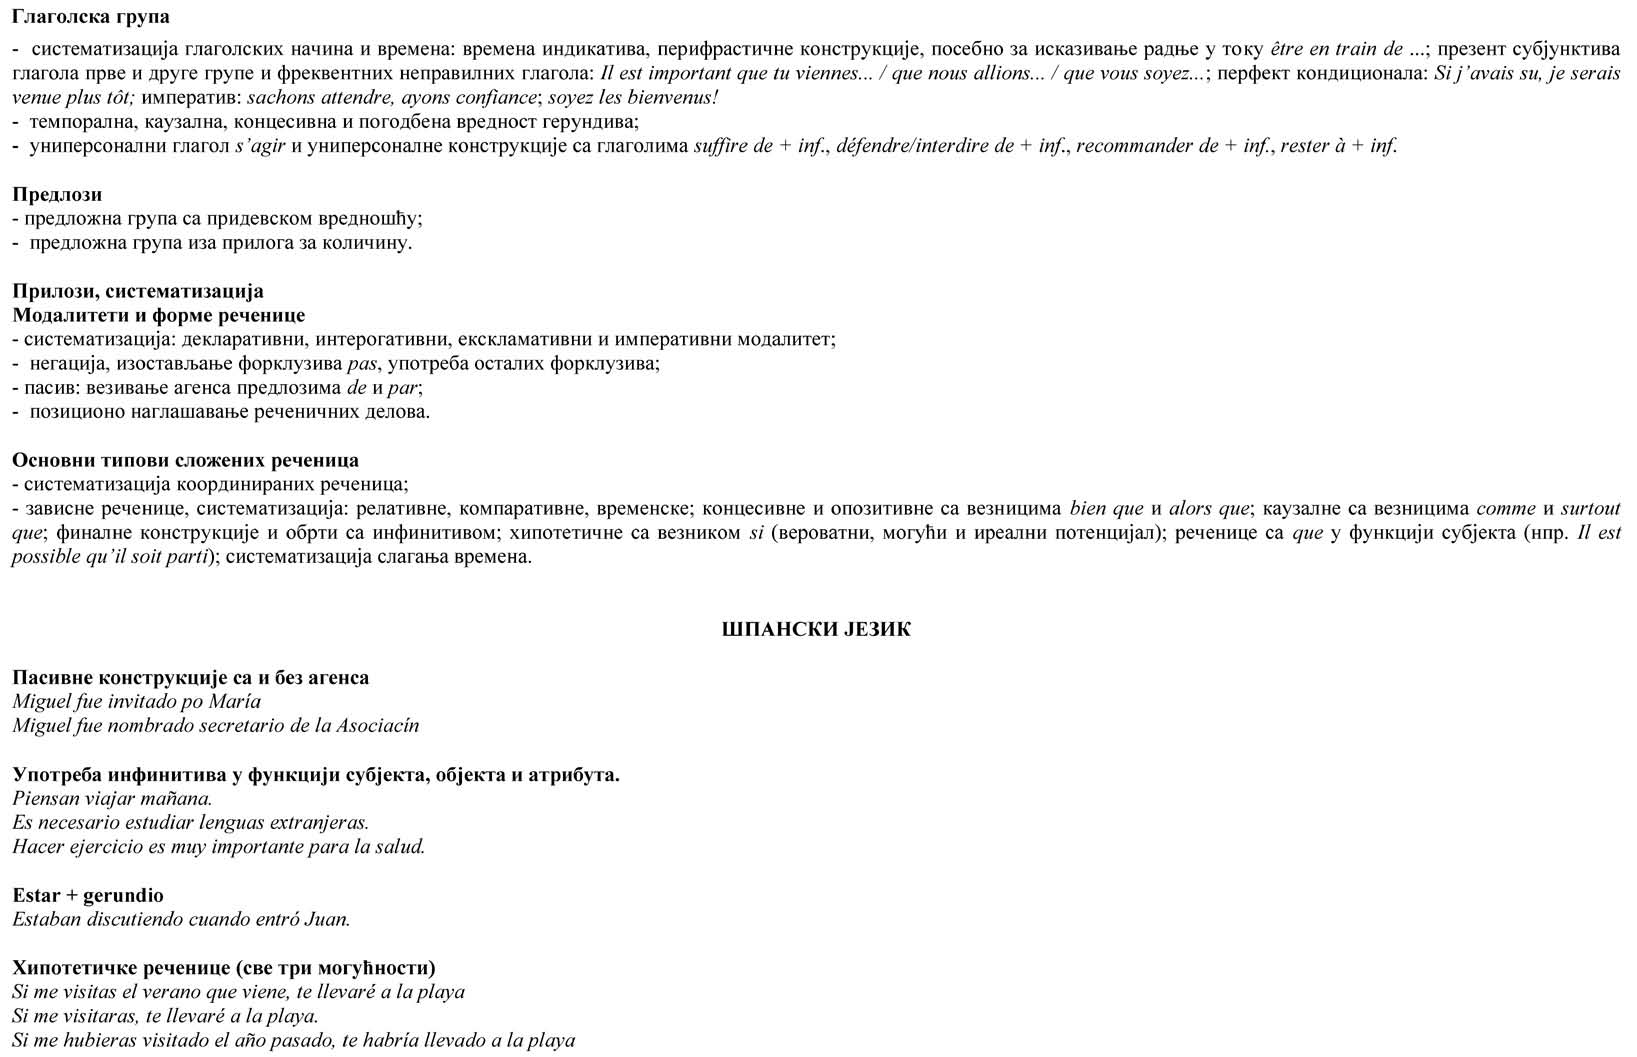 Глаголска група
- систематизација глаголских начина и времена: времена индикатива, перифрастичне конструкције, посебно за исказивање радње у току être en train de ...; презент субјунктива
глагола прве и друге групе и фреквентних неправилних глагола: Il est important que tu viennes... / que nous allions... / que vous soyez...; перфект кондиционала: Si j’avais su, je serais
venue plus tôt; императив: sachons attendre, ayons confiance; soyez les bienvenus!
- темпорална, каузална, концесивна и погодбена вредност герундива;
- униперсонални глагол s’agir и униперсоналне конструкције са глаголима suffire de + inf., défendre/interdire de + inf., recommander de + inf., rester à + inf.
Предлози
- предложна група са придевском вредношћу;
- предложна група иза прилога за количину.
Прилози, систематизација
Модалитети и форме реченице
- систематизација: декларативни, интерогативни, екскламативни и императивни модалитет;
- негација, изостављање форклузива pas, употреба осталих форклузива;
- пасив: везивање агенса предлозима de и par;
- позиционо наглашавање реченичних делова.
Основни типови сложених реченица
- систематизација координираних реченица;
- зависне реченице, систематизација: релативне, компаративне, временске; концесивне и опозитивне са везницима bien que и alors que; каузалне са везницима comme и surtout
que; финалне конструкције и обрти са инфинитивом; хипотетичне са везником si (вероватни, могући и иреални потенцијал); реченице са que у функцији субјекта (нпр. Il est
possible qu’il soit parti); систематизација слагања времена.
ШПАНСКИ ЈЕЗИК
Пасивне конструкције са и без агенса
Miguel fue invitado po María
Miguel fue nombrado secretario de la Asociacín
Употреба инфинитива у функцији субјекта, објекта и атрибута.
Piensan viajar mañana.
Es necesario estudiar lenguas extranjeras.
Hacer ejercicio es muy importante para la salud.
Estar + gerundio
Estaban discutiendo cuando entró Juan.
Хипотетичке реченице (све три могућности)
Si me visitas el verano que viene, te llevaré a la playa
Si me visitaras, te llevaré a la playa.
Si me hubieras visitado el año pasado, te habría llevado a la playa